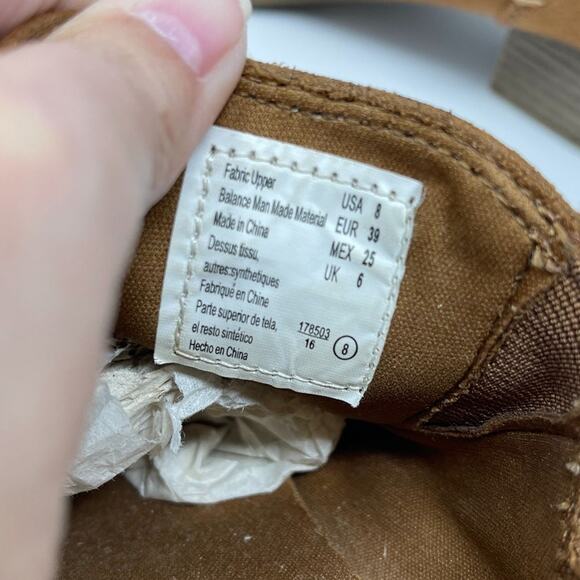 Fabric Upper
Balance Man Made Material
Made in China
Dessus tissu,
autres:synthetiques
Fabriqué en Chine
Parte superior de tela,
el resto sintético
Hecho en China
USA 8
EUR 39
MEX 25
UK 6
178503
16
8